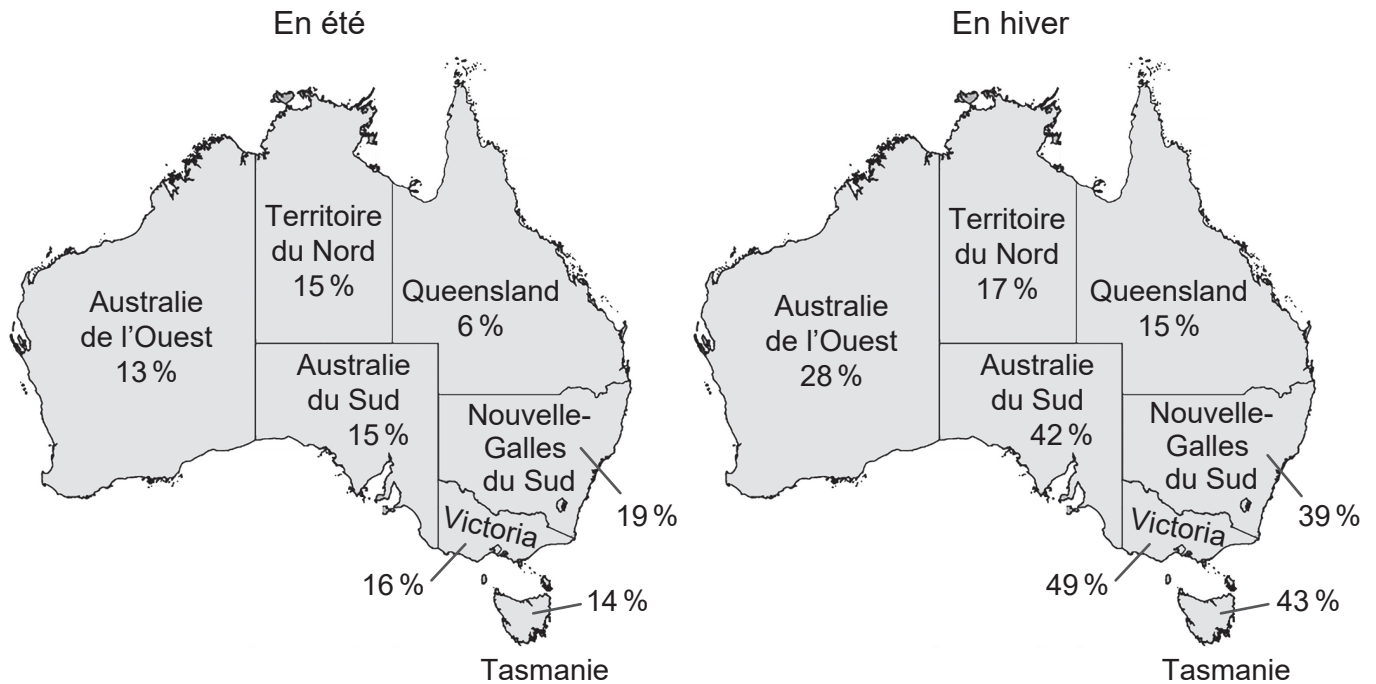 En été
Territoire
du Nord
15 %
Queensland
6 %
Australie
de l’Ouest
13 %
Australie
du Sud
15 %
Nouvelle-
Galles
du Sud
19 %
Victoria
16 %
14 %
Tasmanie
En hiver
Territoire
du Nord
17 %
Queensland
15 %
Australie
de l’Ouest
28 %
Australie
du Sud
42 %
Nouvelle-
Galles
du Sud
39 %
Victoria
49 %
43 %
Tasmanie